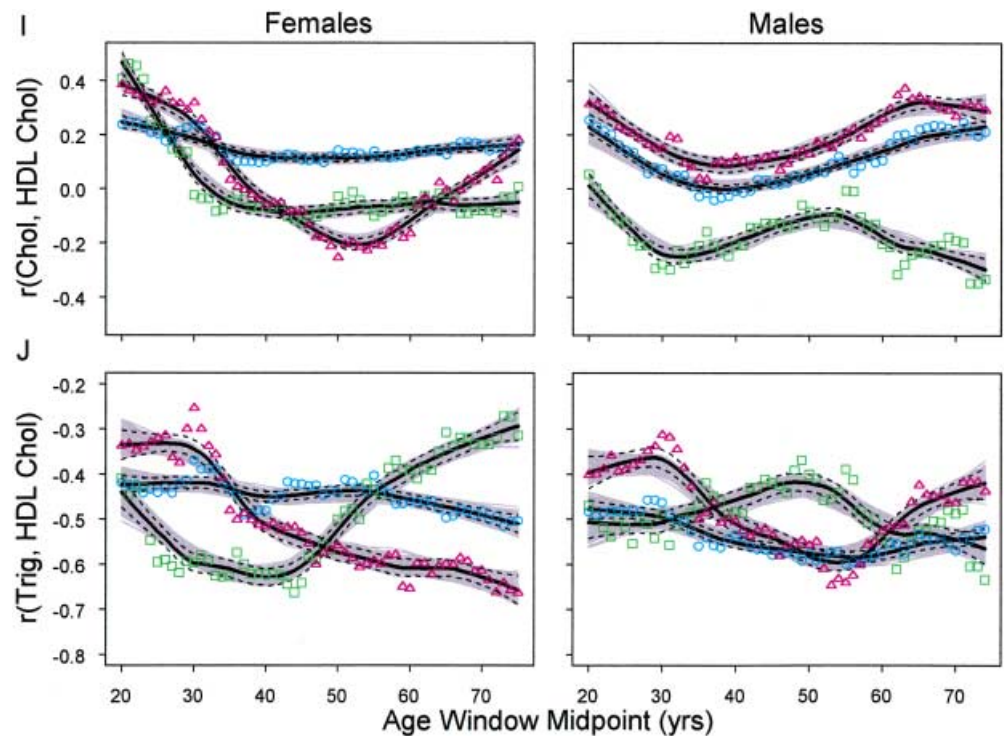 I
Females
Males
r(Chol, HDL Chol)
0.4
0.2
0.0
-0.2
-0.4
J
r(Trig, HDL Chol)
-0.2
-0.3
-0.4
-0.5
-0.6
-0.7
-0.8
20 30 40 50 60 70
20 30 40 50 60 70
Age Window Midpoint (yrs)